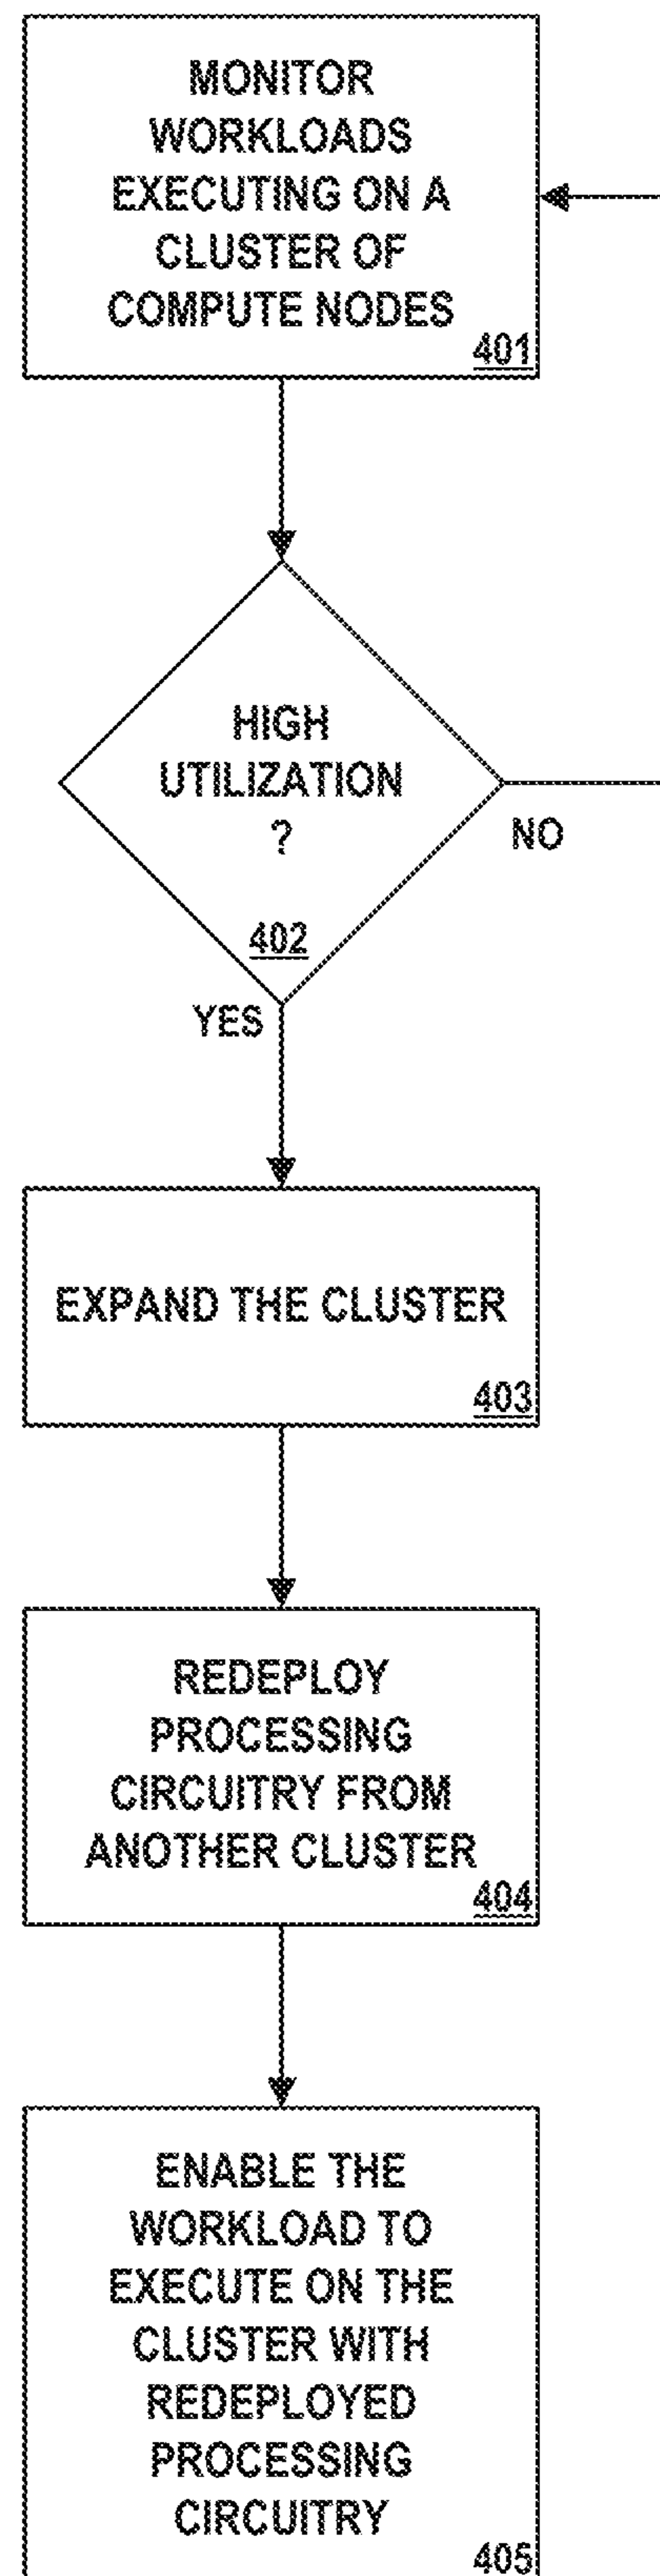 MONITOR
WORKLOADS
EXECUTING ON A
CLUSTER OF
COMPUTE NODES
401
HIGH
UTILIZATION
?
402
NO
YES
EXPAND THE CLUSTER
403
REDEPLOY
PROCESSING
CIRCUITRY FROM
ANOTHER CLUSTER
404
ENABLE THE
WORKLOAD TO
EXECUTE ON THE
CLUSTER WITH
REDEPLOYED
PROCESSING
CIRCUITRY
405